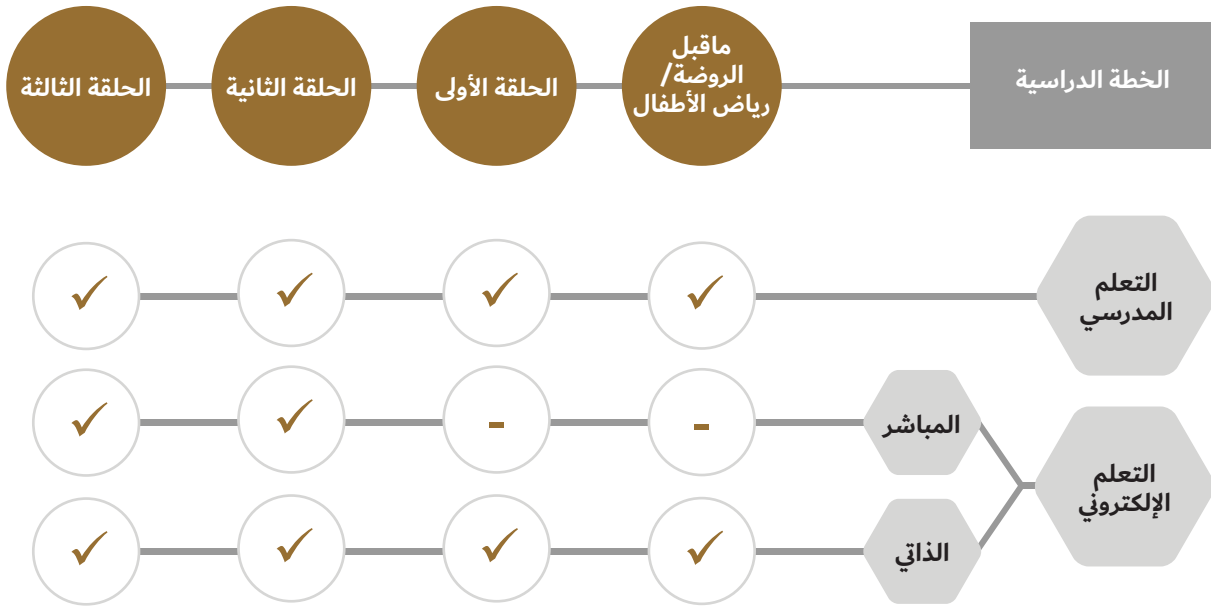 الخطة الدراسية
ماقبل
الروضة/
رياض الأطفال
الحلقة الأولى
الحلقة الثانية
الحلقة الثالثة
التعلم
المدرسي
✓
✓
✓
✓
التعلم
الإلكتروني
المباشر
-
-
✓
✓
الذاتي
✓
✓
✓
✓